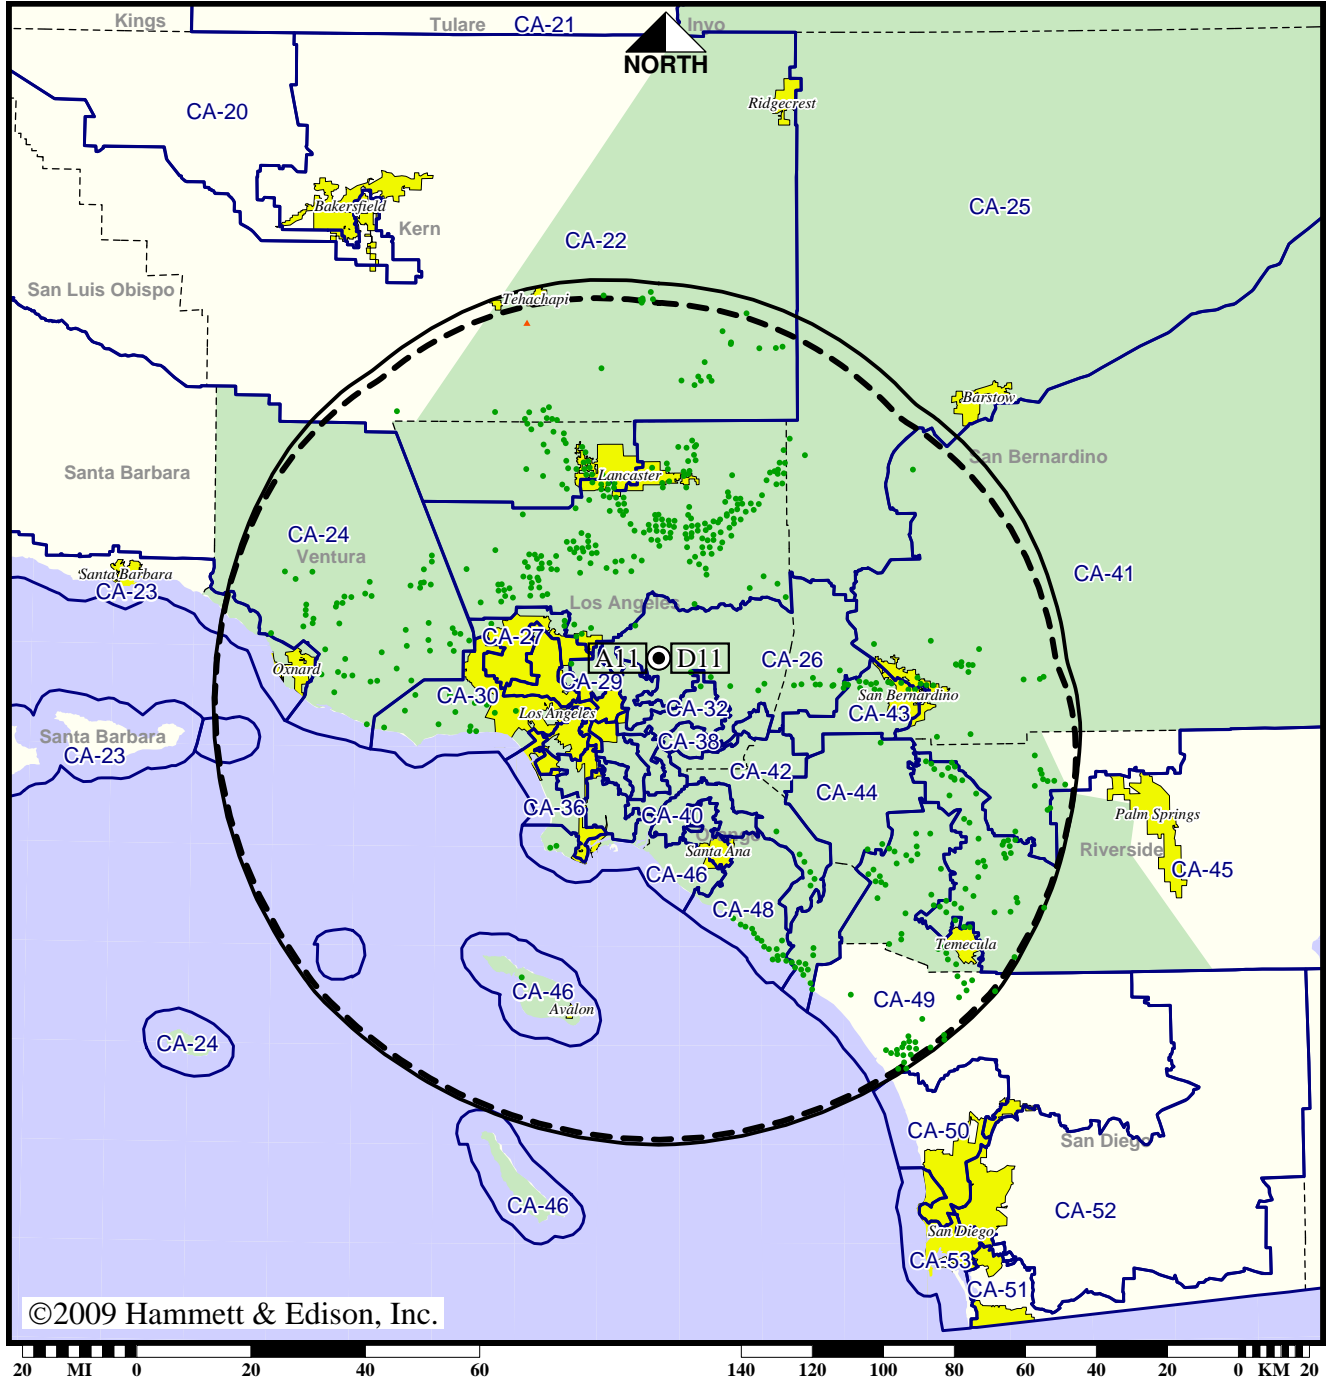 Kings
Tulare
CA-21
Invo
NORTH
CA-20
Ridgecrest
CA-25
Bakersfield
Kern
CA-22
San Luis Obispo
Tehachapi
Barstow
San Bernardino
Santa Barbara
Lancaster
CA-24
Ventura
CA-41
Santa Barbara
CA-23
Los Angeles
CA-27
A11
D11
CA-26
Oxnard
CA-30
CA-29
San Bernardino
CA-32
CA-43
Los Angeles
Santa Barbara
CA-23
CA-38
CA-42
CA-44
CA-36
CA-40
Palm Springs
Orange
Santa Ana
Riverside
CA-45
CA-46
CA-48
Temecula
CA-46
Avalon
CA-49
CA-24
CA-50
San Diego
CA-46
CA-52
San Diego
CA-53
CA-51
©2009 Hammett & Edison, Inc.
20 MI 0 20 40 60 140 120 100 80 60 40 20 0 KM 20